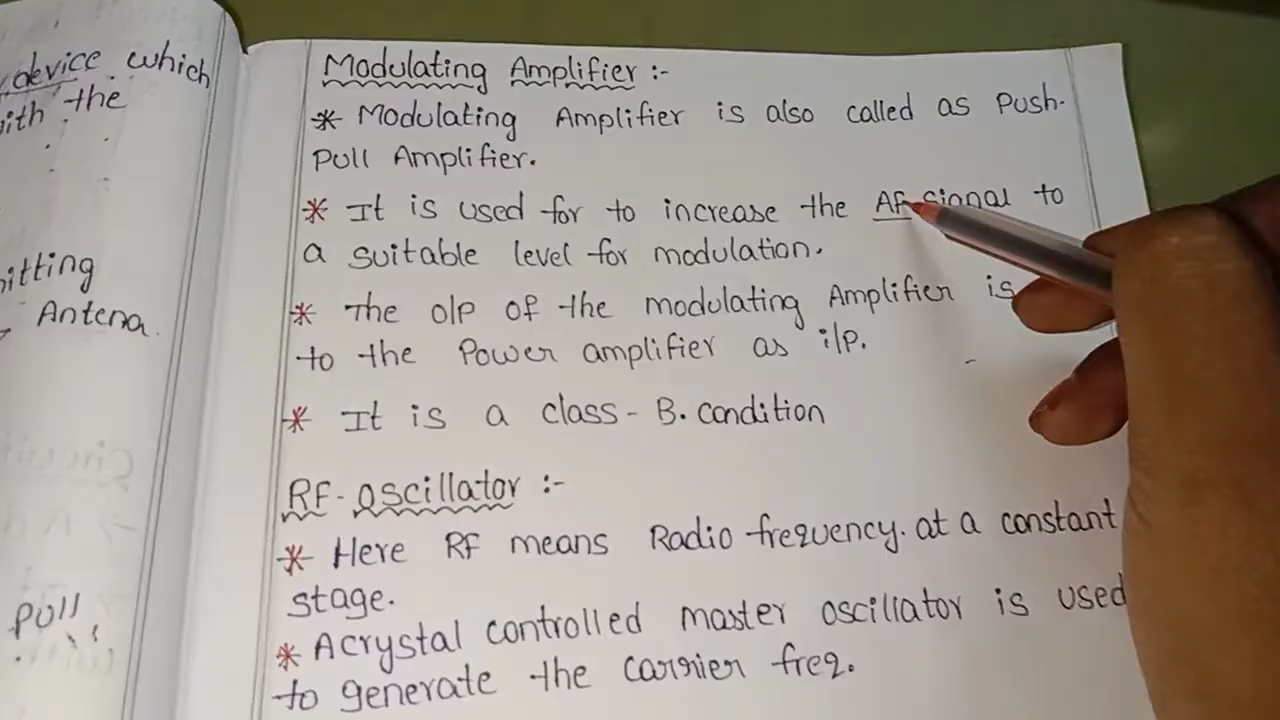 device which
with the
itting
Antena.
Pull
Modulating Amplifier :-
* Modulating Amplifier is also called as Push-
Pull Amplifier.
* It is used for to increase the AF signal to
a suitable level for modulation.
* The o/p of the modulating Amplifier is
to the Power amplifier as i/p.
* It is a class - B. condition
RF - oscillator :-
* Here RF means Radio frequency. at a constant
stage.
* Acrystal controlled master oscillator is used
to generate the carrier freq.